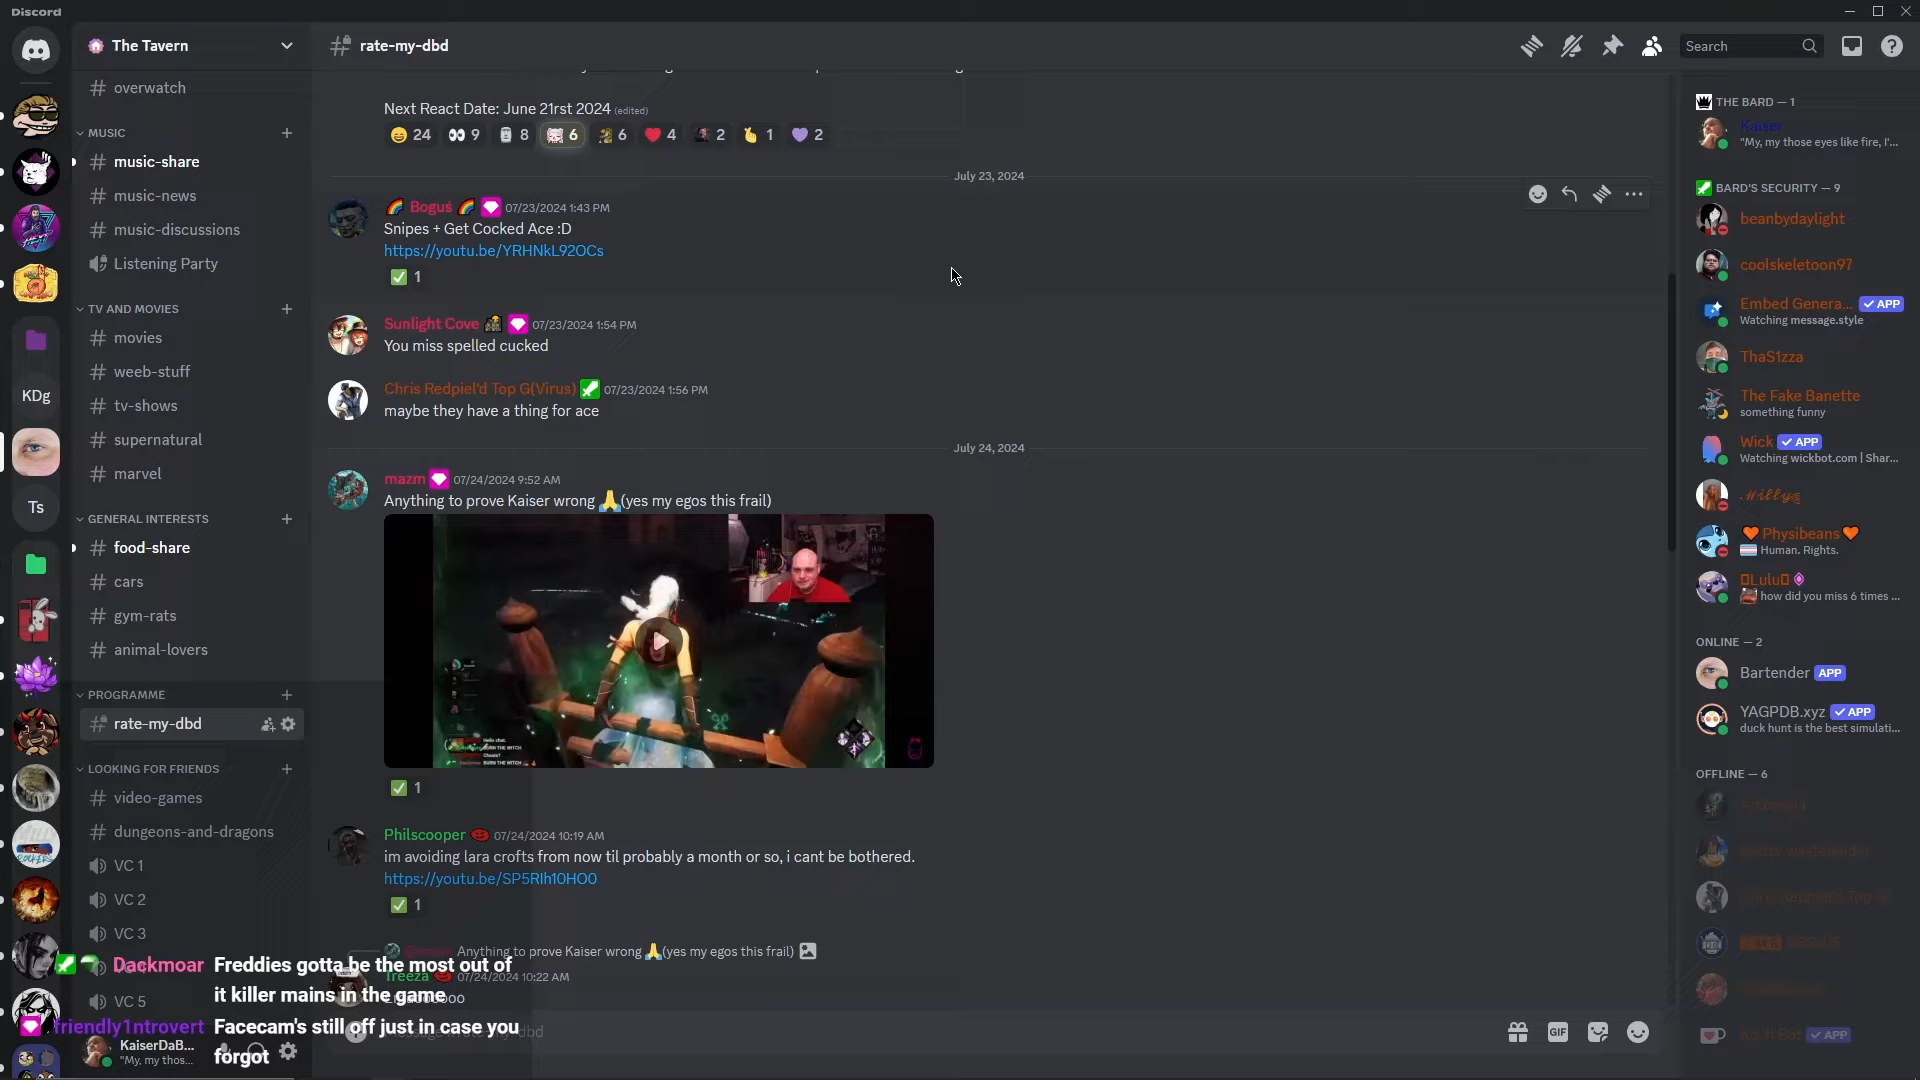 Discord
The Tavern
rate-my-dbd
Search
overwatch
MUSIC
music-share
music-news
music-discussions
Listening Party
TV AND MOVIES
movies
weeb-stuff
tv-shows
supernatural
marvel
GENERAL INTERESTS
food-share
cars
gym-rats
animal-lovers
PROGRAMME
rate-my-dbd
LOOKING FOR FRIENDS
video-games
dungeons-and-dragons
VC 1
VC 2
VC 3
VC 5
KDg
Ts
KaiserDaB...
"My, my thos...
Next React Date: June 21rst 2024 (edited)
24 9 8 6 6 4 2 1 2
July 23, 2024
Bogus 07/23/2024 1:43 PM
Snipes + Get Cocked Ace :D
https://youtu.be/YRHNkL92OCs
1
Sunlight Cove 07/23/2024 1:54 PM
You miss spelled cucked
Chris Redpiel'd Top G(Virus) 07/23/2024 1:56 PM
maybe they have a thing for ace
July 24, 2024
mazm 07/24/2024 9:52 AM
Anything to prove Kaiser wrong 🙏(yes my egos this frail)
Hello chat.
BURN THE WITCH
BURN THE WITCH
1
Philscooper 07/24/2024 10:19 AM
im avoiding lara crofts from now til probably a month or so, i cant be bothered.
https://youtu.be/SP5RIh10HO0
1
Anything to prove Kaiser wrong 🙏(yes my egos this frail)
Treeza 07/24/2024 10:22 AM
Dackmoar Freddies gotta be the most out of
it killer mains in the game
friendly1ntrovert Facecam's still off just in case you
forgot
GIF
THE BARD — 1
Kaiser
"My, my those eyes like fire, I'...
BARD'S SECURITY — 9
beanbydaylight
coolskeletoon97
Embed Genera... APP
Watching message.style
ThaS1zza
The Fake Banette
something funny
Wick APP
Watching wickbot.com | Shar...
Milly
Physibeans
Human. Rights.
Lulu
how did you miss 6 times ...
ONLINE — 2
Bartender APP
YAGPDB.xyz APP
duck hunt is the best simulati...
OFFLINE — 6
APP